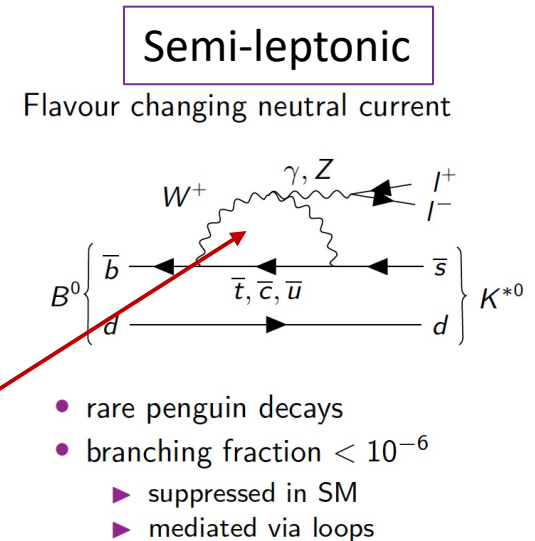 Semi-leptonic
Flavour changing neutral current
γ, Z
W⁺
l⁺
l⁻
B⁰
b̅
t̅, c̅, u̅
s̅
K*⁰
d
d
• rare penguin decays
• branching fraction < 10⁻⁶
▶ suppressed in SM
▶ mediated via loops